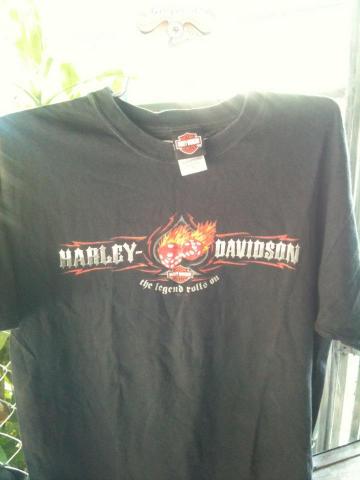 HARLEY-DAVIDSON
the legend rolls on